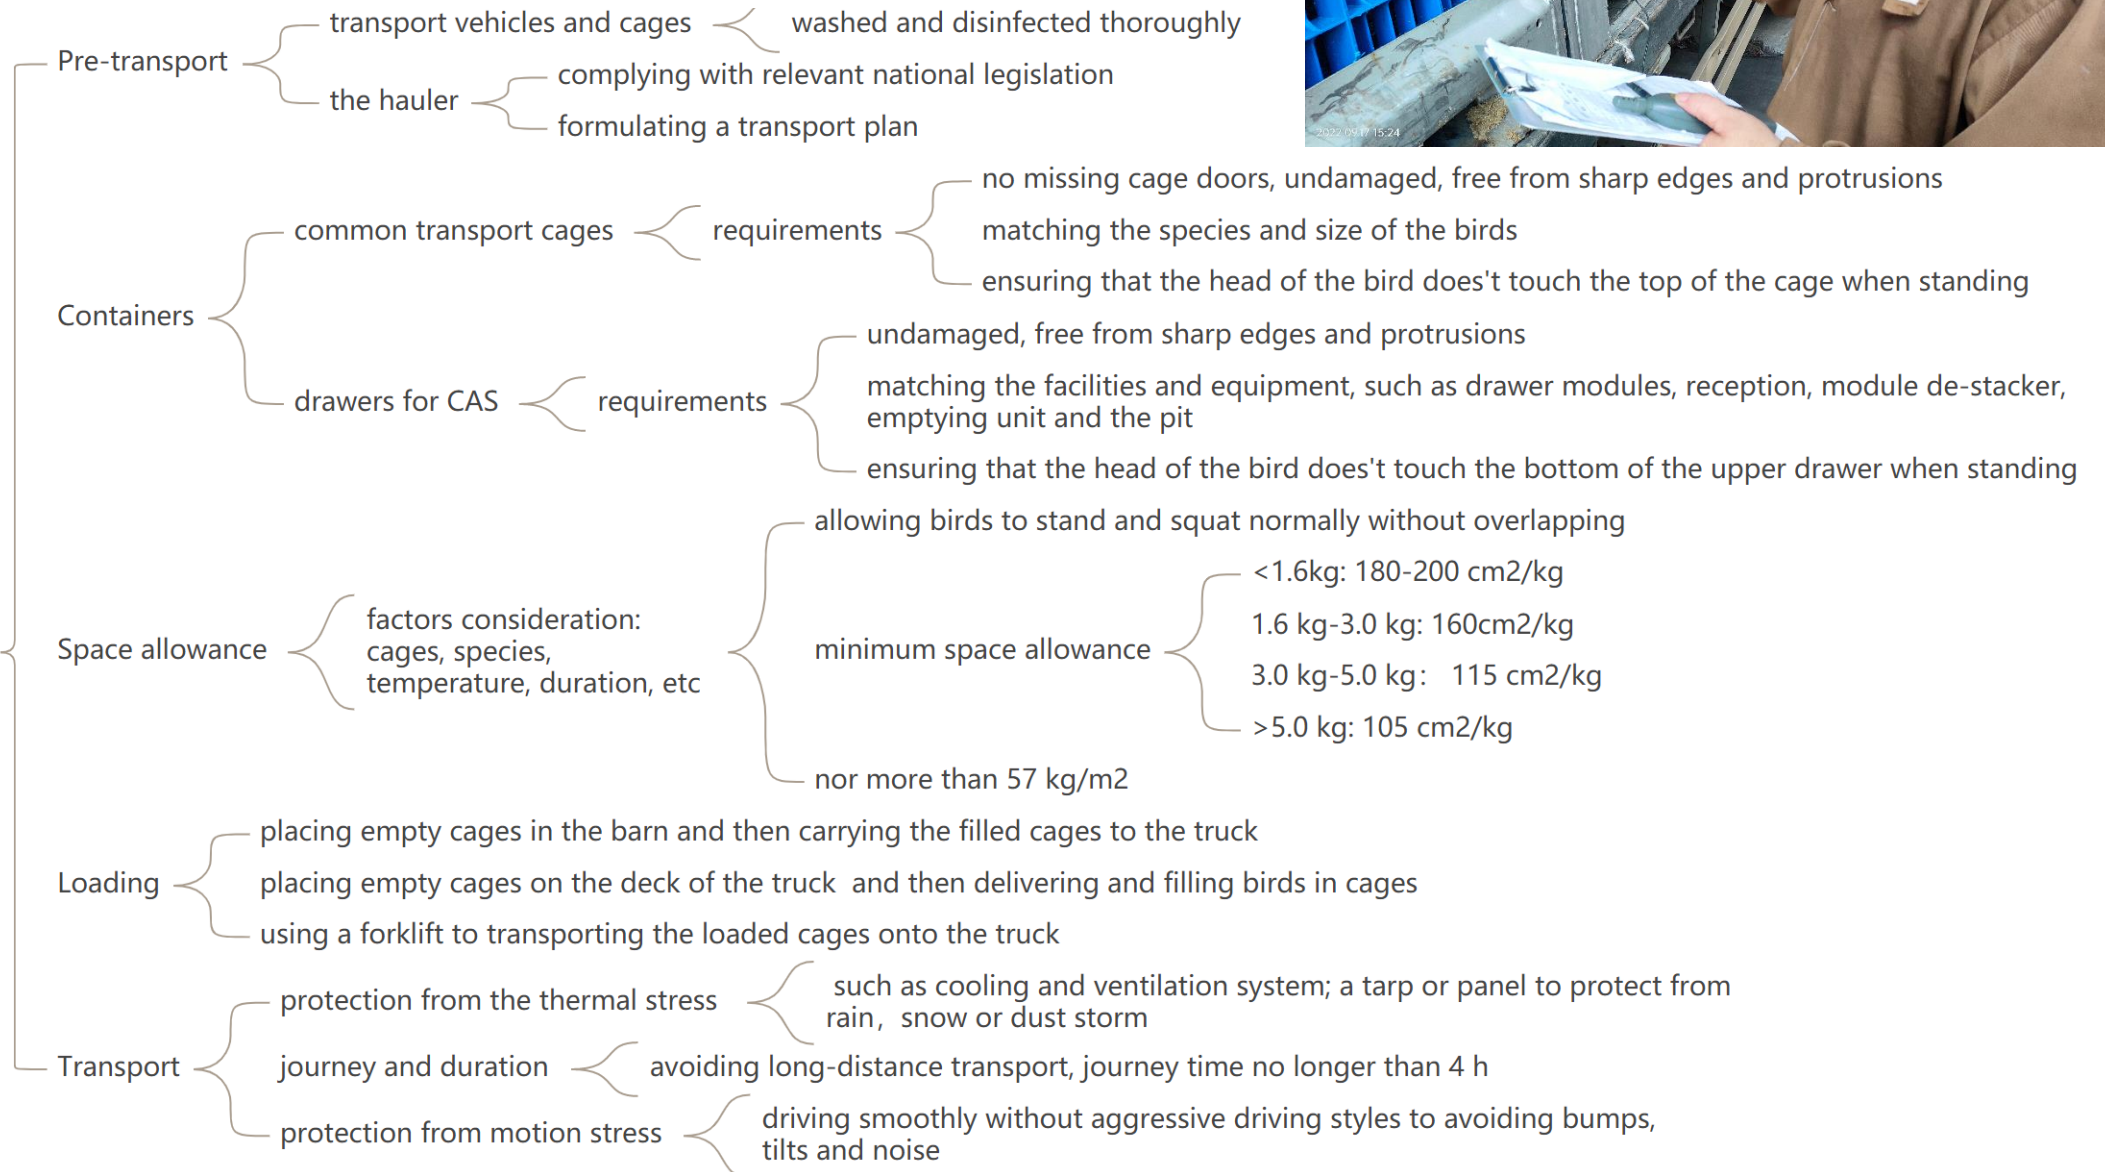 transport vehicles and cages
washed and disinfected thoroughly
Pre-transport
complying with relevant national legislation
the hauler
formulating a transport plan
2022.09.17 15:24
no missing cage doors, undamaged, free from sharp edges and protrusions
common transport cages
requirements
matching the species and size of the birds
ensuring that the head of the bird does't touch the top of the cage when standing
Containers
undamaged, free from sharp edges and protrusions
drawers for CAS
requirements
matching the facilities and equipment, such as drawer modules, reception, module de-stacker,
emptying unit and the pit
ensuring that the head of the bird does't touch the bottom of the upper drawer when standing
allowing birds to stand and squat normally without overlapping
Space allowance
factors consideration:
cages, species,
temperature, duration, etc
minimum space allowance
<1.6kg: 180-200 cm2/kg
1.6 kg-3.0 kg: 160cm2/kg
3.0 kg-5.0 kg： 115 cm2/kg
>5.0 kg: 105 cm2/kg
nor more than 57 kg/m2
placing empty cages in the barn and then carrying the filled cages to the truck
Loading
placing empty cages on the deck of the truck and then delivering and filling birds in cages
using a forklift to transporting the loaded cages onto the truck
protection from the thermal stress
such as cooling and ventilation system; a tarp or panel to protect from
rain，snow or dust storm
Transport
journey and duration
avoiding long-distance transport, journey time no longer than 4 h
protection from motion stress
driving smoothly without aggressive driving styles to avoiding bumps,
tilts and noise